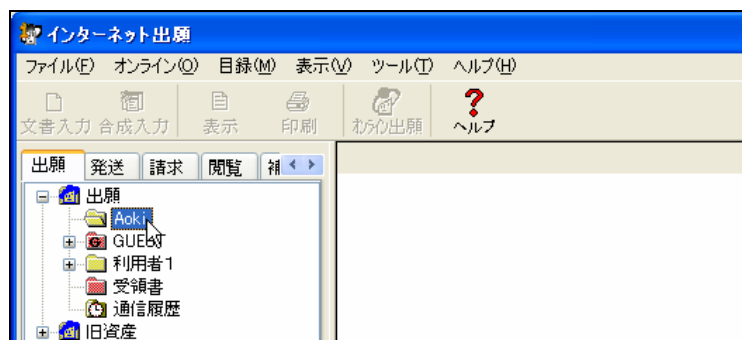 インターネット出願
ファイル(F) オンライン(O) 目録(M) 表示(V) ツール(T) ヘルプ(H)
文書入力 合成入力 表示 印刷 オンライン出願 ヘルプ
出願 発送 請求 閲覧 補
出願
Aoki
GUEST
利用者1
受領書
通信履歴
旧資産